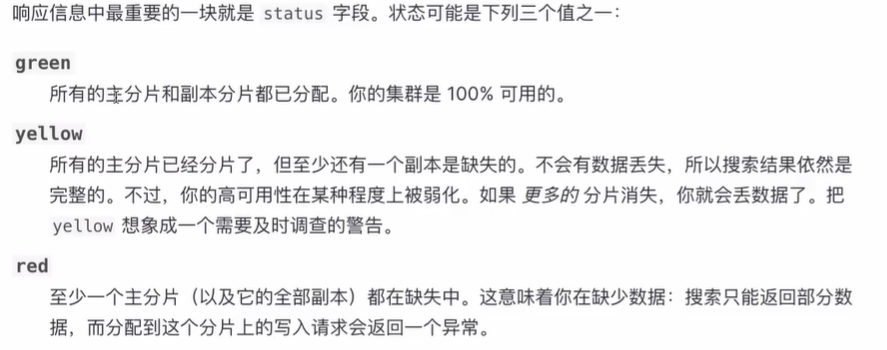 响应信息中最重要的一块就是 status 字段。状态可能是下列三个值之一：
green
所有的主分片和副本分片都已分配。你的集群是 100% 可用的。
yellow
所有的主分片已经分片了，但至少还有一个副本是缺失的。不会有数据丢失，所以搜索结果依然是
完整的。不过，你的高可用性在某种程度上被弱化。如果 更多的 分片消失，你就会丢数据了。把
yellow 想象成一个需要及时调查的警告。
red
至少一个主分片（以及它的全部副本）都在缺失中。这意味着你在缺少数据：搜索只能返回部分数
据，而分配到这个分片上的写入请求会返回一个异常。